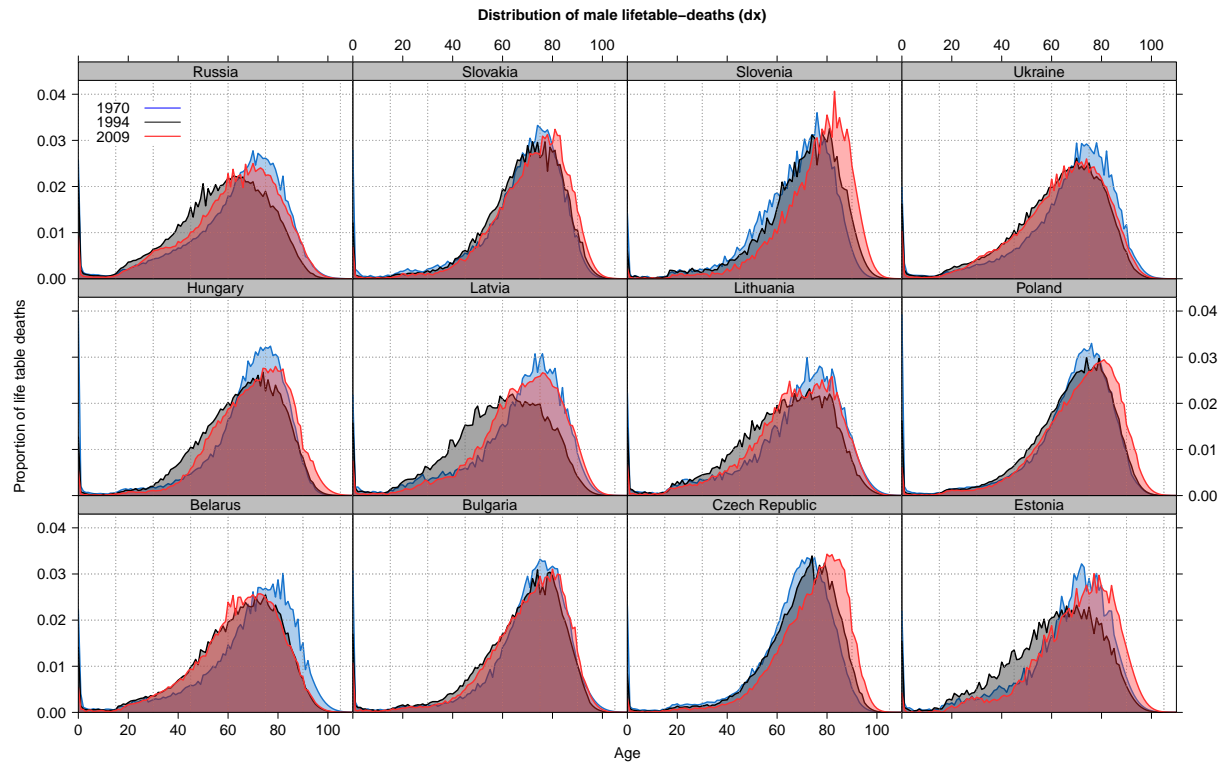 Distribution of male lifetable−deaths (dx)
0 20 40 60 80 100 0 20 40 60 80 100
Russia Slovakia Slovenia Ukraine
1970
1994
2009
0.04
0.03
0.02
0.01
0.00
Hungary Latvia Lithuania Poland
0.04
0.03
0.02
0.01
0.00
Belarus Bulgaria Czech Republic Estonia
0.04
0.03
0.02
0.01
0.00
0 20 40 60 80 100 0 20 40 60 80 100
Proportion of life table deaths
Age